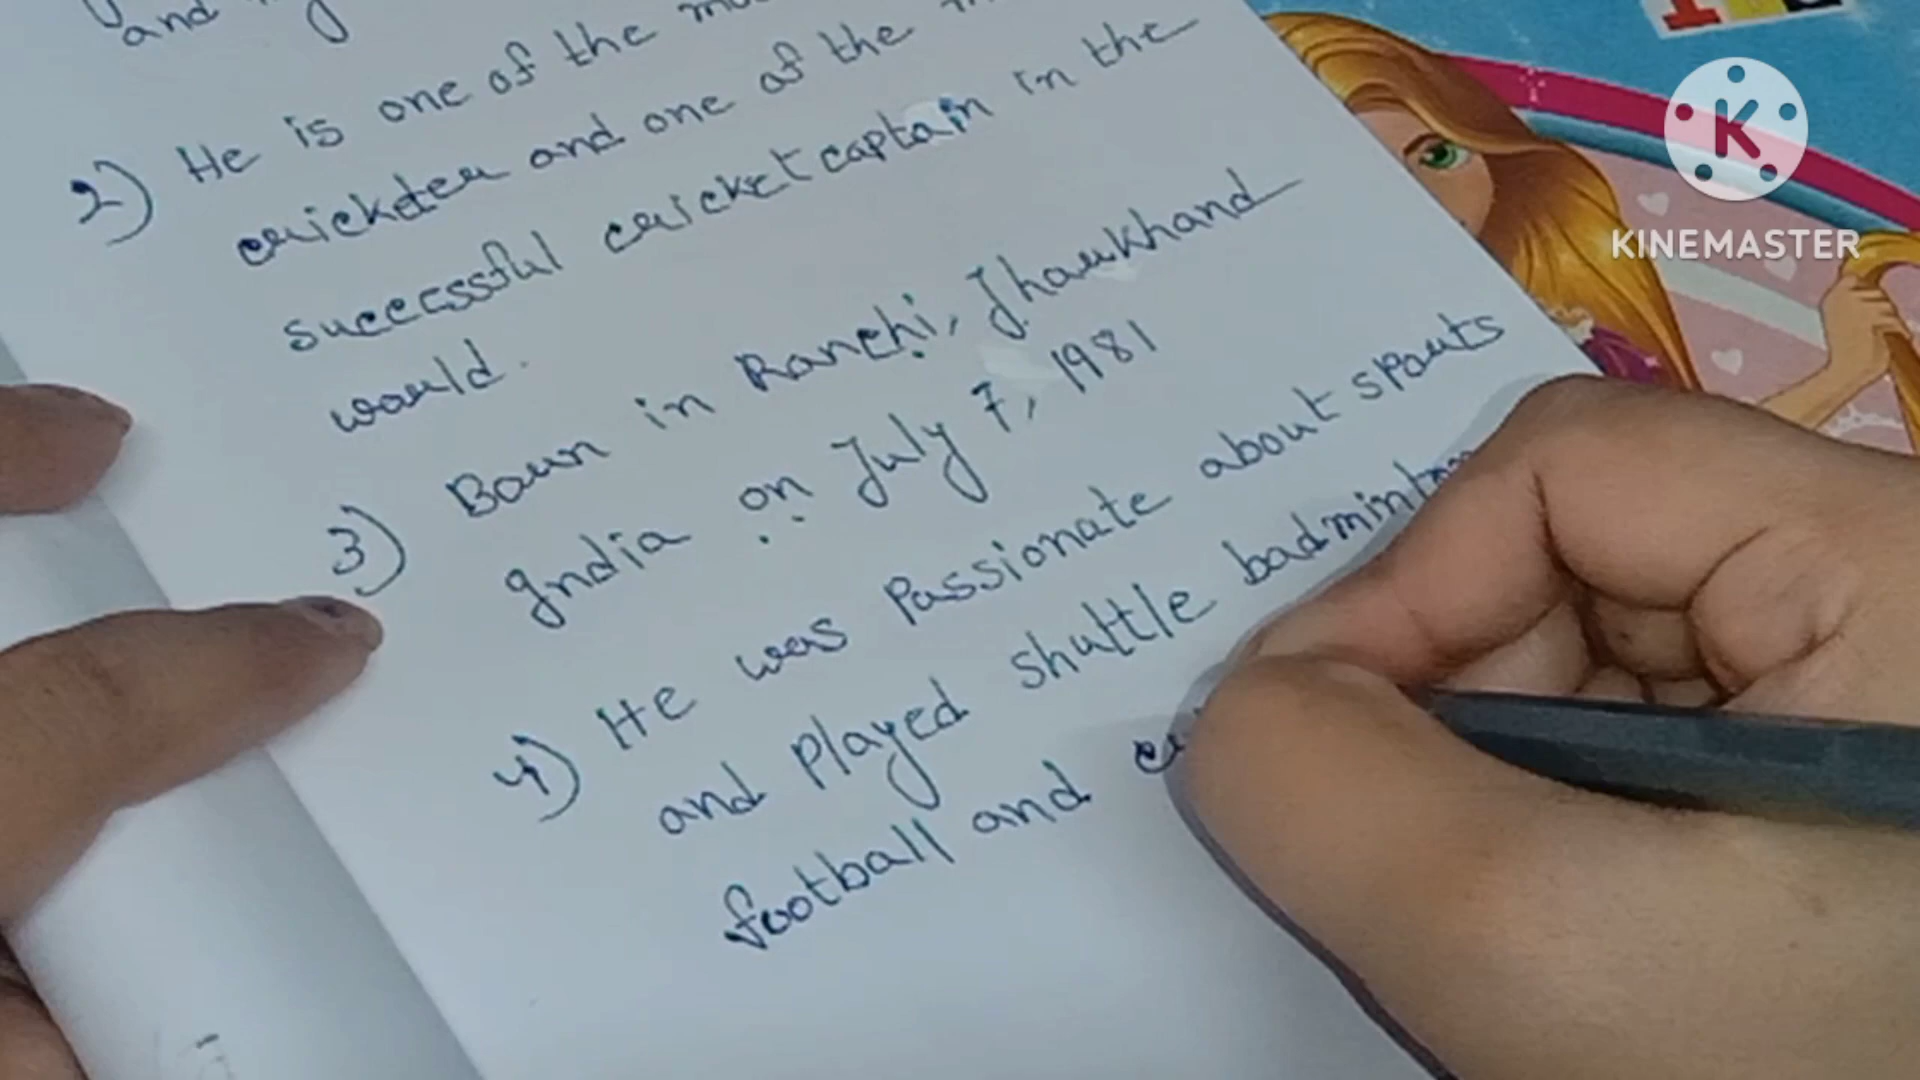 and
2) He is one of the
cricketer and one of the
successful cricket captain in the
world.
3) Born in Ranchi, Jharkhand
India on July 7, 1981
4) He was Passionate about sports
and Played shuttle badminton
football and
KINEMASTER